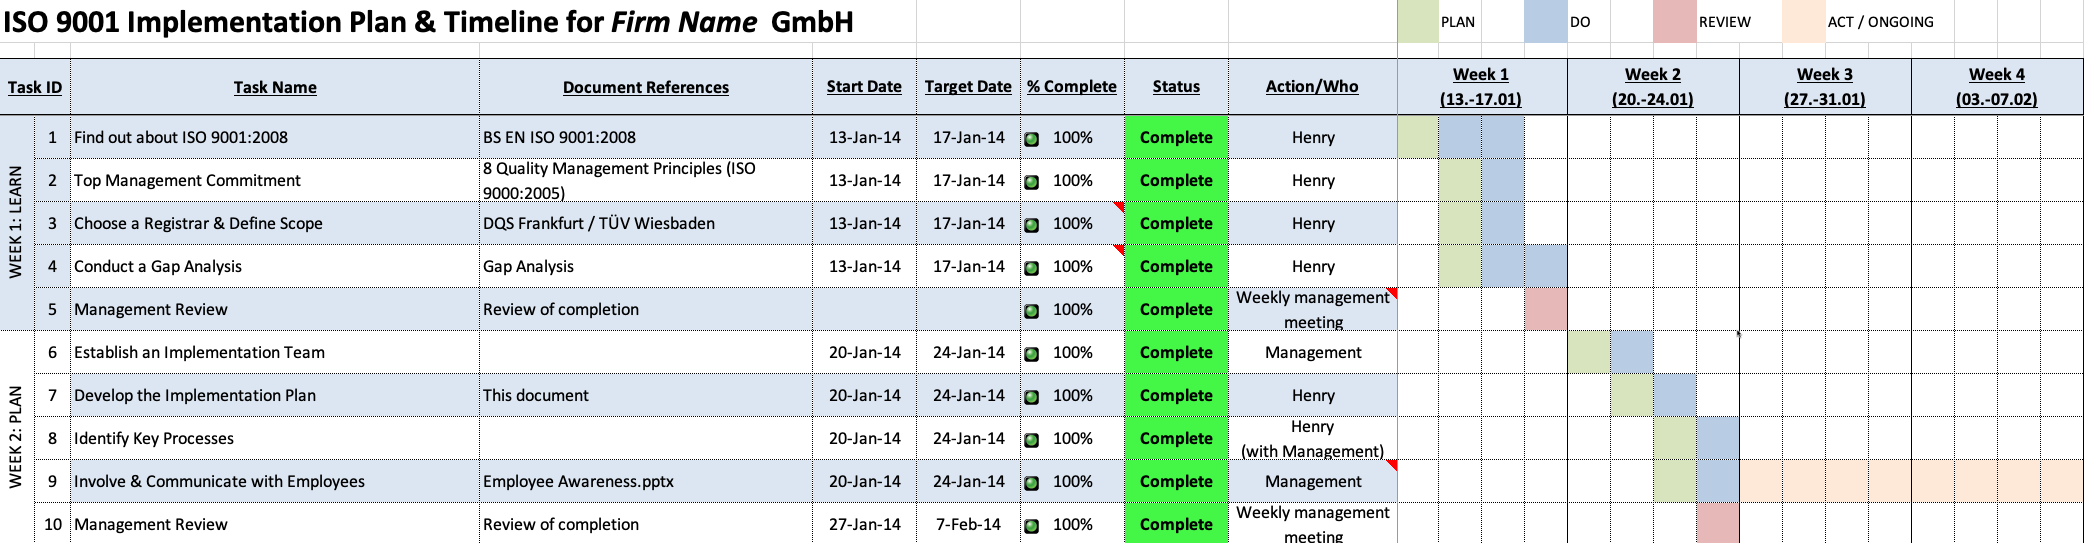 ISO 9001 Implementation Plan & Timeline for Firm Name GmbH
PLAN
DO
REVIEW
ACT / ONGOING
Task ID
Task Name
Document References
Start Date
Target Date
% Complete
Status
Action/Who
Week 1
(13.-17.01)
Week 2
(20.-24.01)
Week 3
(27.-31.01)
Week 4
(03.-07.02)
WEEK 1: LEARN
1 Find out about ISO 9001:2008 BS EN ISO 9001:2008 13-Jan-14 17-Jan-14 100% Complete Henry
2 Top Management Commitment 8 Quality Management Principles (ISO
9000:2005) 13-Jan-14 17-Jan-14 100% Complete Henry
3 Choose a Registrar & Define Scope DQS Frankfurt / TÜV Wiesbaden 13-Jan-14 17-Jan-14 100% Complete Henry
4 Conduct a Gap Analysis Gap Analysis 13-Jan-14 17-Jan-14 100% Complete Henry
5 Management Review Review of completion 100% Complete Weekly management
meeting
WEEK 2: PLAN
6 Establish an Implementation Team 20-Jan-14 24-Jan-14 100% Complete Management
7 Develop the Implementation Plan This document 20-Jan-14 24-Jan-14 100% Complete Henry
8 Identify Key Processes 20-Jan-14 24-Jan-14 100% Complete Henry
(with Management)
9 Involve & Communicate with Employees Employee Awareness.pptx 20-Jan-14 24-Jan-14 100% Complete Management
10 Management Review Review of completion 27-Jan-14 7-Feb-14 100% Complete Weekly management
meeting